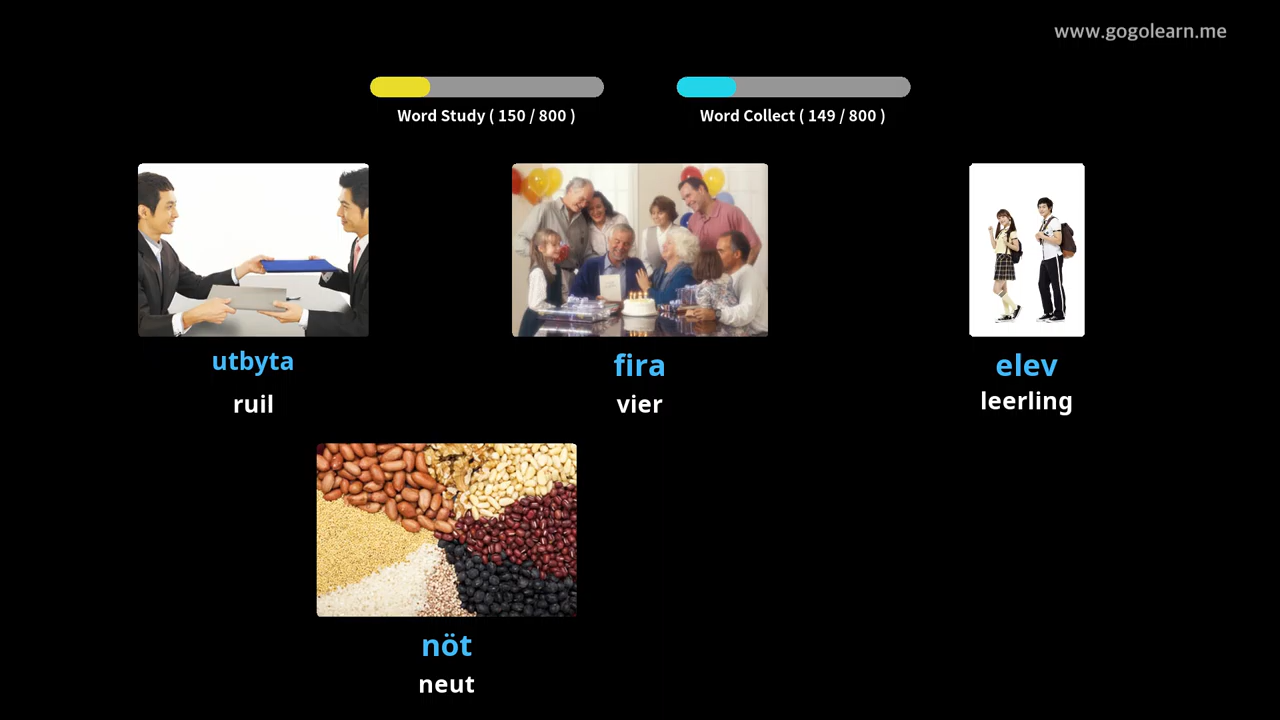 www.gogolearn.me
Word Study ( 150 / 800 )
Word Collect ( 149 / 800 )
utbyta
ruil
fira
vier
elev
leerling
nöt
neut